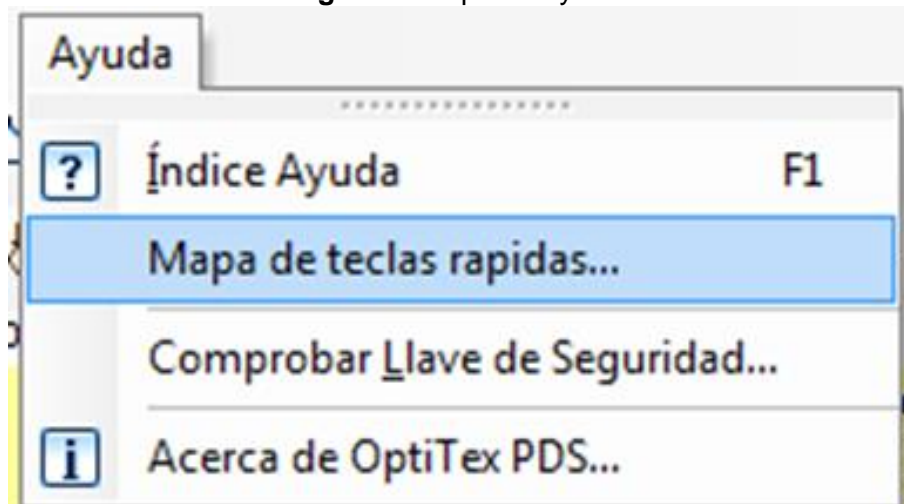 Ayuda
Índice Ayuda F1
Mapa de teclas rapidas...
Comprobar Llave de Seguridad...
Acerca de OptiTex PDS...